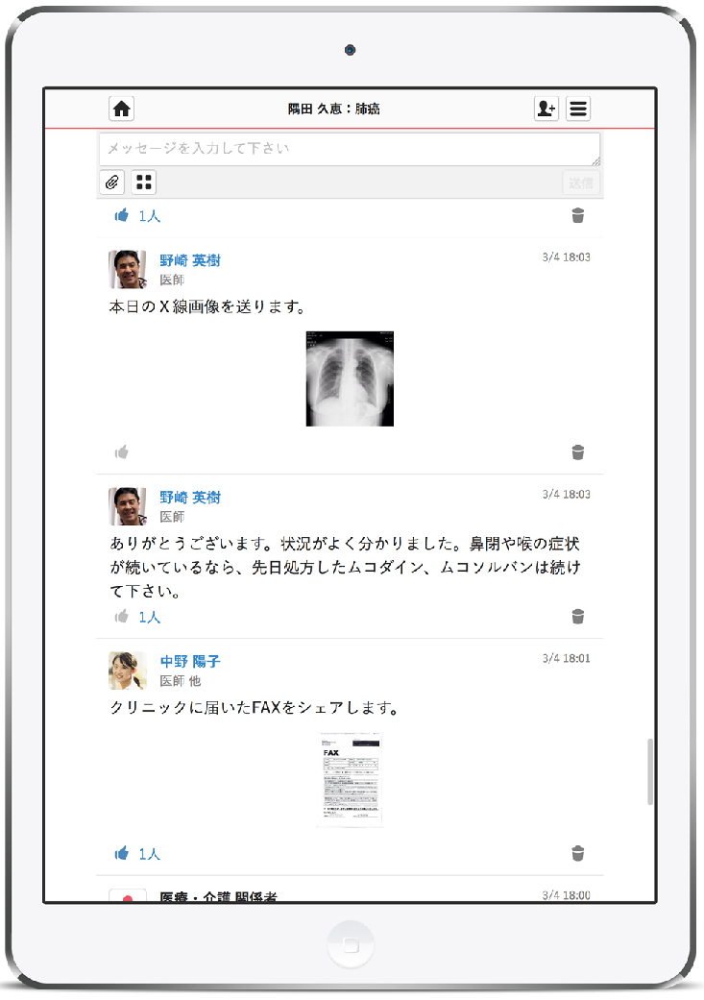 隅田 久恵：肺癌
メッセージを入力して下さい
送信
1人
野崎 英樹
3/4 18:03
医師
本日のX線画像を送ります。
野崎 英樹
3/4 18:03
医師
ありがとうございます。状況がよく分かりました。鼻閉や喉の症状
が続いているなら、先日処方したムコダイン、ムコソルバンは続け
て下さい。
1人
中野 陽子
3/4 18:01
医師 他
クリニックに届いたFAXをシェアします。
FAX
1人
医療・介護 関係者
3/4 18:00